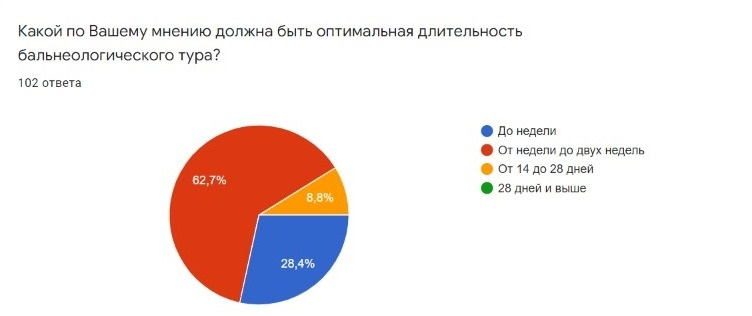 Какой по Вашему мнению должна быть оптимальная длительность
бальнеологического тура?
102 ответа
До недели
От недели до двух недель
От 14 до 28 дней
28 дней и выше
62,7%
8,8%
28,4%